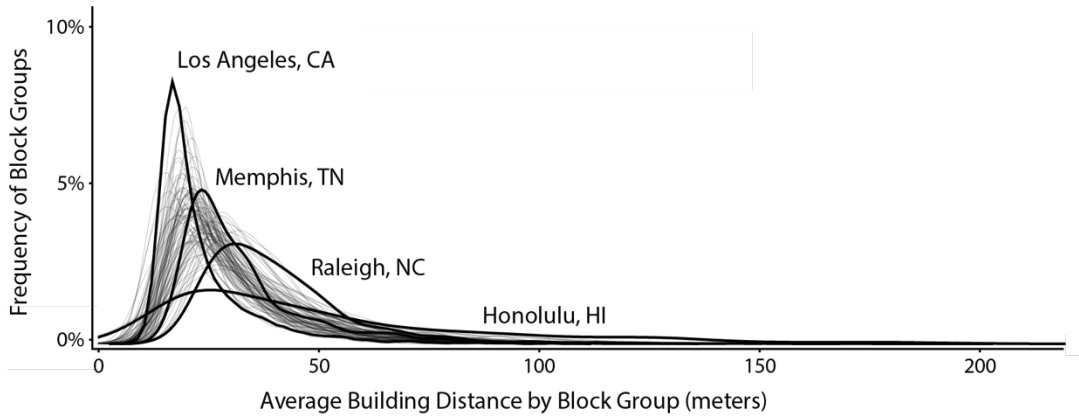 10%
Los Angeles, CA
Memphis, TN
5%
Raleigh, NC
Honolulu, HI
0%
0 50 100 150 200
Frequency of Block Groups
Average Building Distance by Block Group (meters)